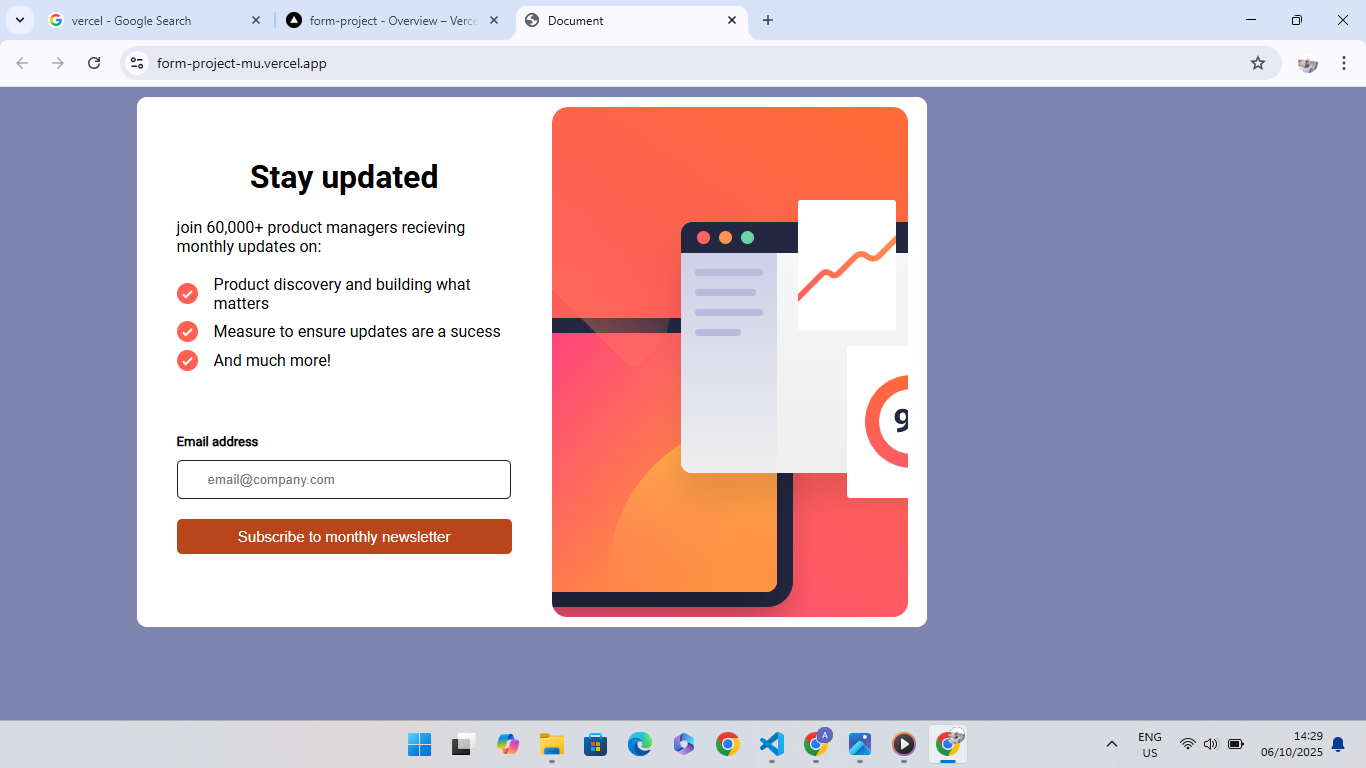 vercel - Google Search
form-project - Overview – Verce
Document
form-project-mu.vercel.app
Stay updated
join 60,000+ product managers recieving
monthly updates on:
Product discovery and building what
matters
Measure to ensure updates are a sucess
And much more!
Email address
email@company.com
Subscribe to monthly newsletter
9
A
ENG
US
14:29
06/10/2025